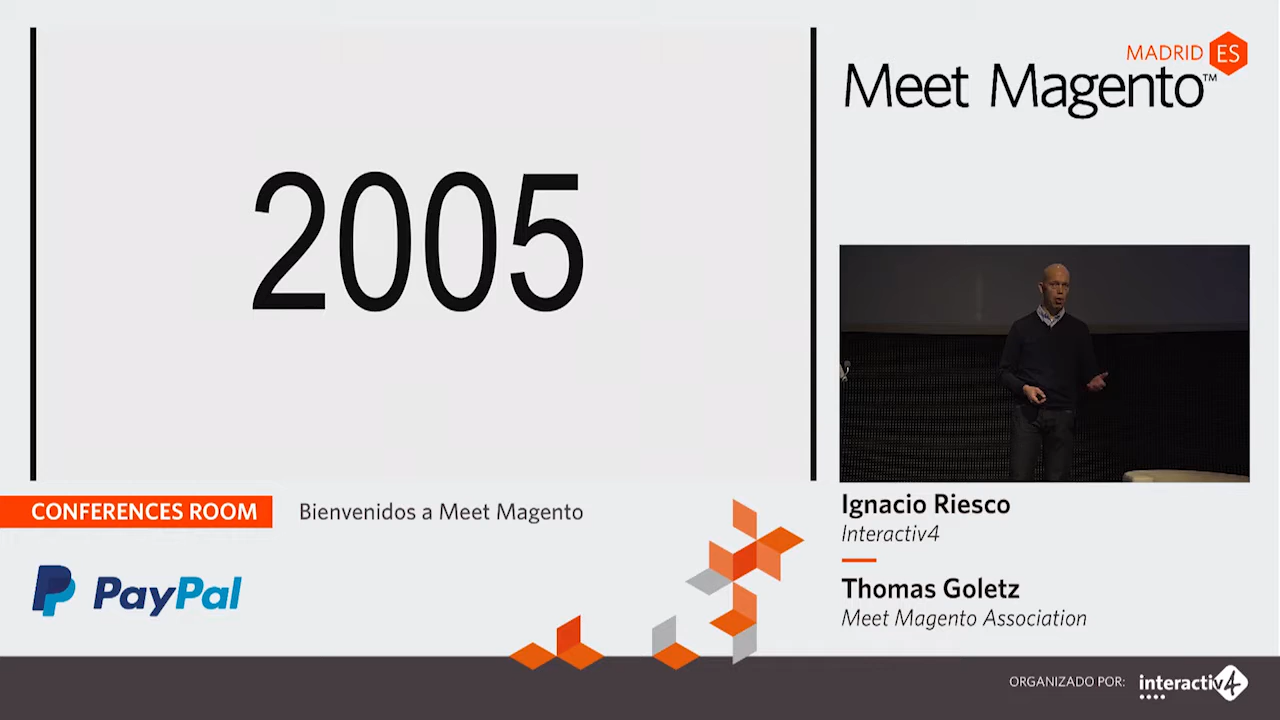 2005
MADRID ES
Meet Magento™
CONFERENCES ROOM
Bienvenidos a Meet Magento
PayPal
Ignacio Riesco
Interactiv4
Thomas Goletz
Meet Magento Association
ORGANIZADO POR: interactiv4